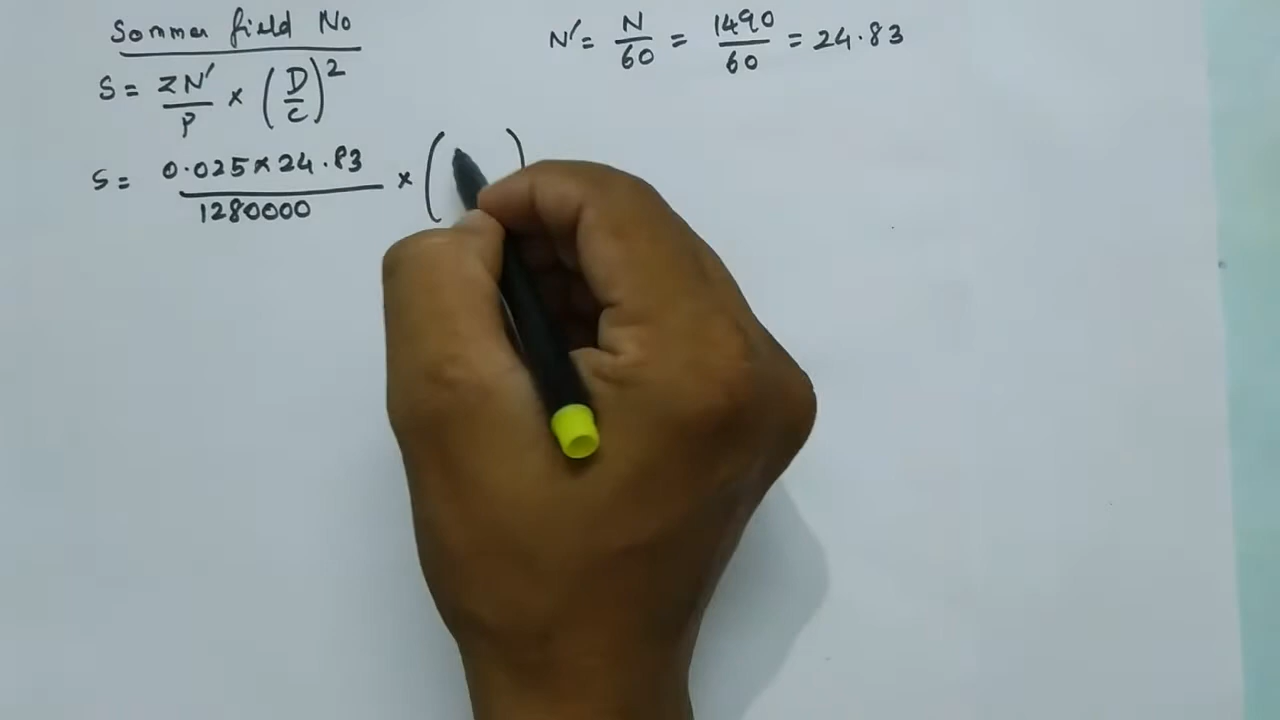 Sommer field No
S = ZN'/P × (D/C)²
S = 0.025×24.83/1280000 × ( )
N' = N/60 = 1490/60 = 24.83